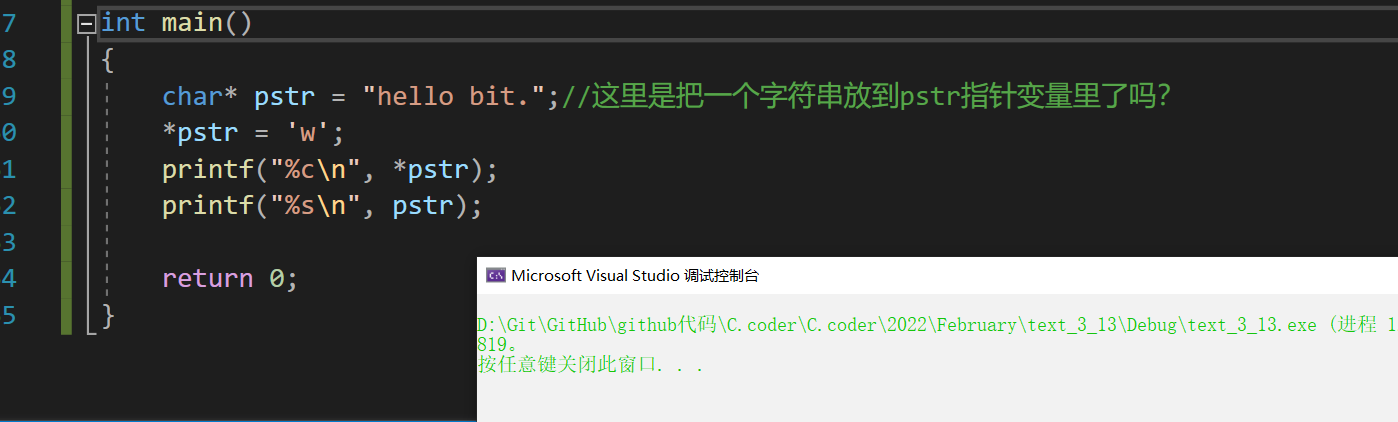 7 int main()
8 {
9 char* pstr = "hello bit.";//这里是把一个字符串放到pstr指针变量里了吗?
0 *pstr = 'w';
1 printf("%c\n", *pstr);
2 printf("%s\n", pstr);
3
4 return 0;
5 }
Microsoft Visual Studio 调试控制台
D:\Git\GitHub\github代码\C.coder\C.coder\2022\February\text_3_13\Debug\text_3_13.exe (进程 1
819。
按任意键关闭此窗口. . .